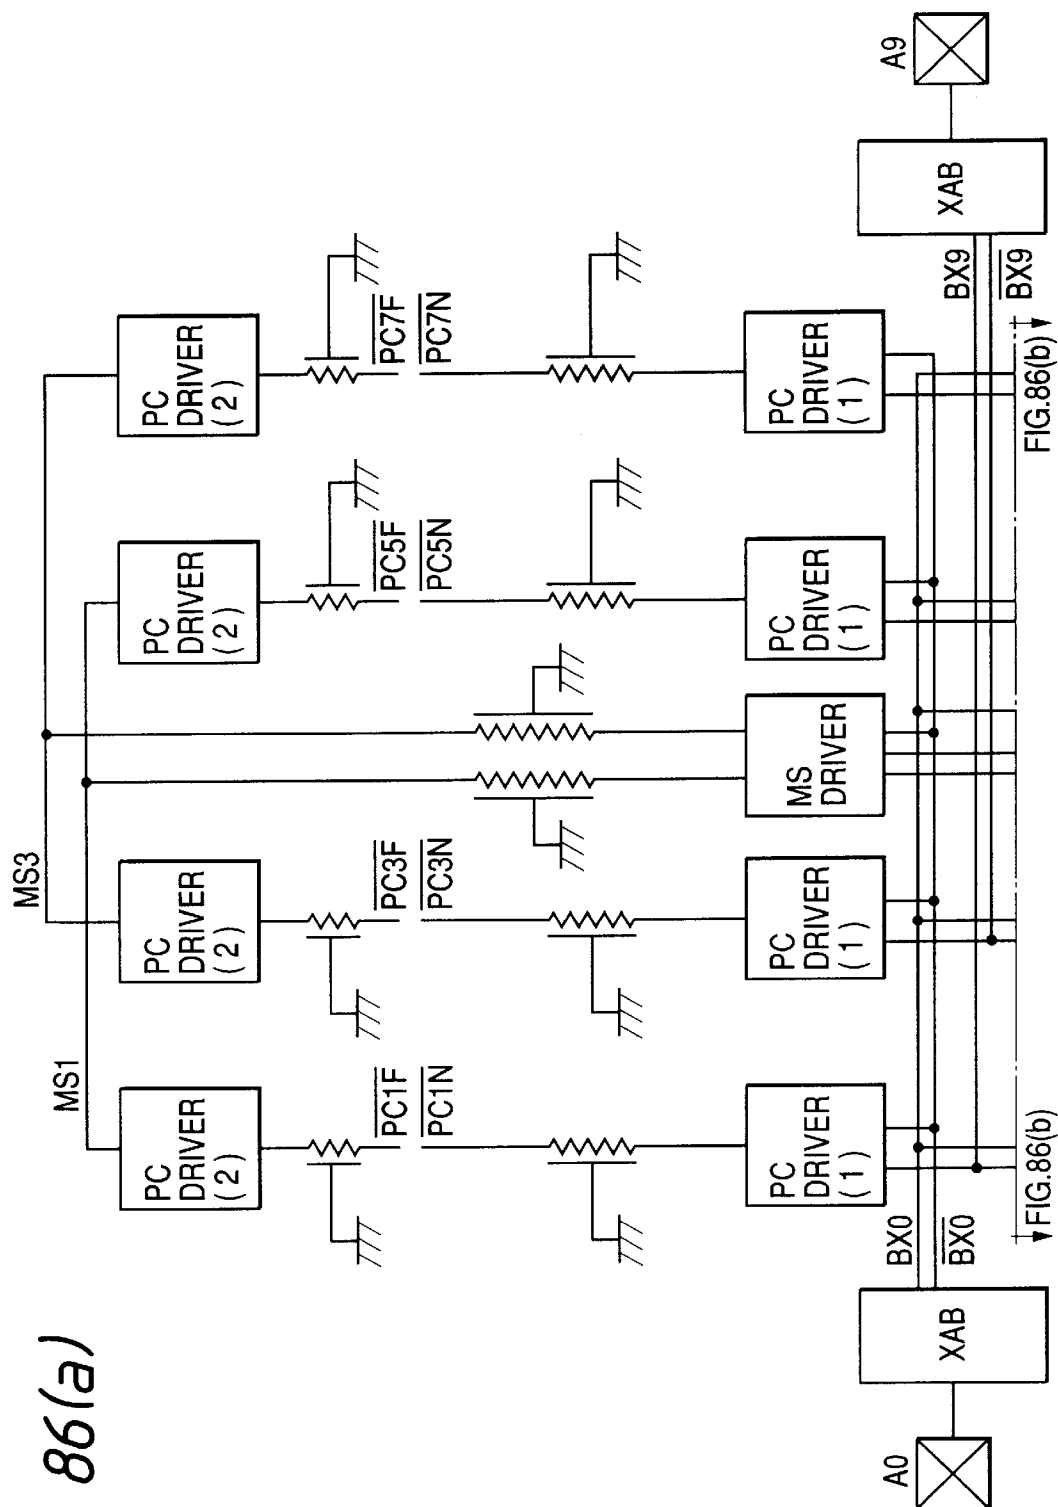 86(a)
MS3
MS1
PC
DRIVER
(2)
PC
DRIVER
(2)
PC
DRIVER
(2)
PC
DRIVER
(2)
PC1F
PC1N
PC3F
PC3N
PC5F
PC5N
PC7F
PC7N
PC
DRIVER
(1)
PC
DRIVER
(1)
MS
DRIVER
PC
DRIVER
(1)
PC
DRIVER
(1)
A0
XAB
BX0
BX0
BX9
BX9
XAB
A9
FIG.86(b)
FIG.86(b)